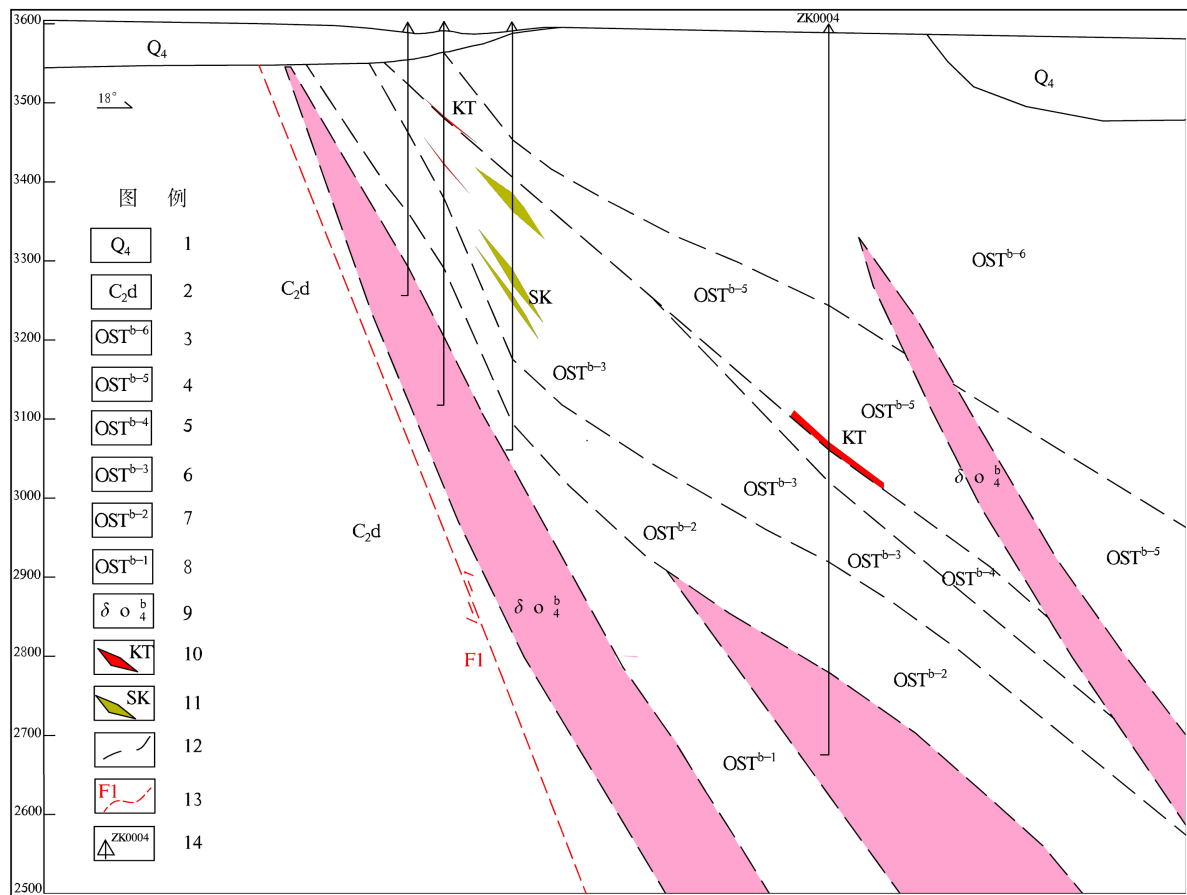 3600
3500
3400
3300
3200
3100
3000
2900
2800
2700
2600
2500
ZK0004
Q₄
Q₄
18°
KT
SK
C₂d
C₂d
OSTᵇ⁻⁶
OSTᵇ⁻⁵
OSTᵇ⁻³
OSTᵇ⁻⁵
KT
δ ο ᵇ₄
OSTᵇ⁻³
OSTᵇ⁻²
OSTᵇ⁻³
OSTᵇ⁻⁴
OSTᵇ⁻⁵
δ ο ᵇ₄
F1
OSTᵇ⁻²
OSTᵇ⁻¹
图 例
Q₄ 1
C₂d 2
OSTᵇ⁻⁶ 3
OSTᵇ⁻⁵ 4
OSTᵇ⁻⁴ 5
OSTᵇ⁻³ 6
OSTᵇ⁻² 7
OSTᵇ⁻¹ 8
δ ο ᵇ₄ 9
KT 10
SK 11
12
F1 13
ZK0004 14